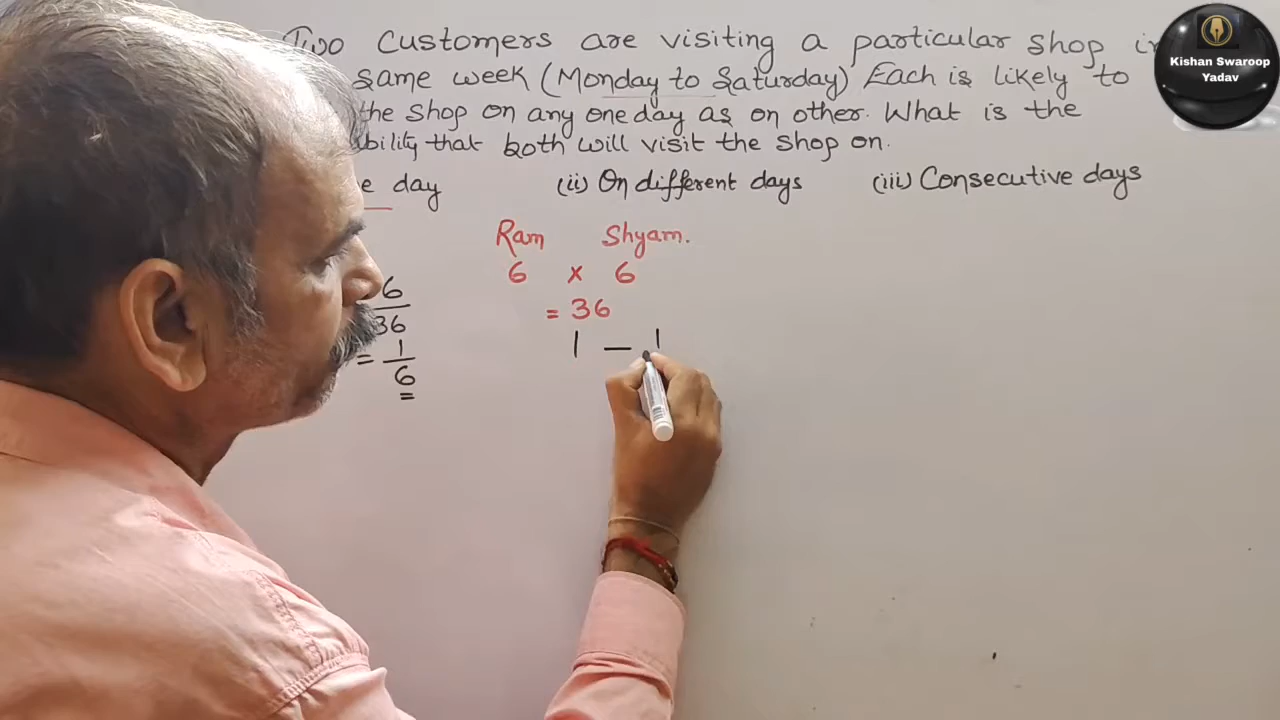 Two customers are visiting a particular shop in
same week (Monday to Saturday) Each is likely to
the shop on any one day as on other. What is the
bility that both will visit the shop on.
e day (ii) On different days (iii) Consecutive days
Ram Shyam.
6 x 6
= 36
6
36
= 1
6
1 – 1
Kishan Swaroop
Yadav